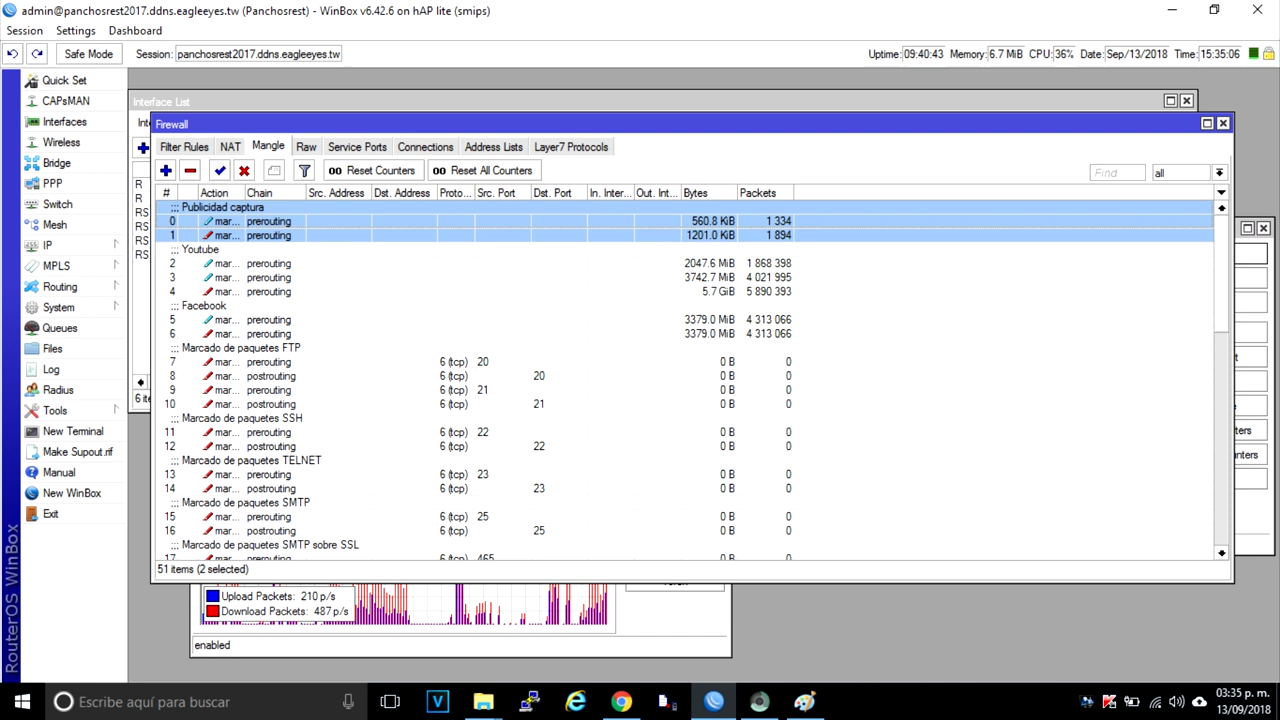 admin@panchosrest2017.ddns.eagleeyes.tw (Panchosrest) - WinBox v6.42.6 on hAP lite (smips)
Session Settings Dashboard
Safe Mode Session: panchosrest2017.ddns.eagleeyes.tw Uptime: 09:40:43 Memory: 6.7 MiB CPU: 36% Date: Sep/13/2018 Time: 15:35:06
Quick Set
CAPsMAN
Interfaces
Wireless
Bridge
PPP
Switch
Mesh
IP
MPLS
Routing
System
Queues
Files
Log
Radius
Tools
New Terminal
Make Supout.rif
Manual
New WinBox
Exit
RouterOS WinBox
Interface List
R
R
RS
RS
RS
RS
Firewall
Filter Rules NAT Mangle Raw Service Ports Connections Address Lists Layer7 Protocols
00 Reset Counters 00 Reset All Counters Find all
# Action Chain Src. Address Dst. Address Proto... Src. Port Dst. Port In. Inter... Out. Int... Bytes Packets
;;; Publicidad captura
0 mar... prerouting 560.8 KiB 1 334
1 mar... prerouting 1201.0 KiB 1 894
;;; Youtube
2 mar... prerouting 2047.6 MiB 1 868 398
3 mar... prerouting 3742.7 MiB 4 021 995
4 mar... prerouting 5.7 GiB 5 890 393
;;; Facebook
5 mar... prerouting 3379.0 MiB 4 313 066
6 mar... prerouting 3379.0 MiB 4 313 066
;;; Marcado de paquetes FTP
7 mar... prerouting 6 (tcp) 20 0 B 0
8 mar... postrouting 6 (tcp) 20 0 B 0
9 mar... prerouting 6 (tcp) 21 0 B 0
10 mar... postrouting 6 (tcp) 21 0 B 0
;;; Marcado de paquetes SSH
11 mar... prerouting 6 (tcp) 22 0 B 0
12 mar... postrouting 6 (tcp) 22 0 B 0
;;; Marcado de paquetes TELNET
13 mar... prerouting 6 (tcp) 23 0 B 0
14 mar... postrouting 6 (tcp) 23 0 B 0
;;; Marcado de paquetes SMTP
15 mar... prerouting 6 (tcp) 25 0 B 0
16 mar... postrouting 6 (tcp) 25 0 B 0
;;; Marcado de paquetes SMTP sobre SSL
17 mar... prerouting 6 (tcp) 465 0 B 0
51 items (2 selected)
Upload Packets: 210 p/s
Download Packets: 487 p/s
enabled
Escribe aquí para buscar
03:35 p. m.
13/09/2018